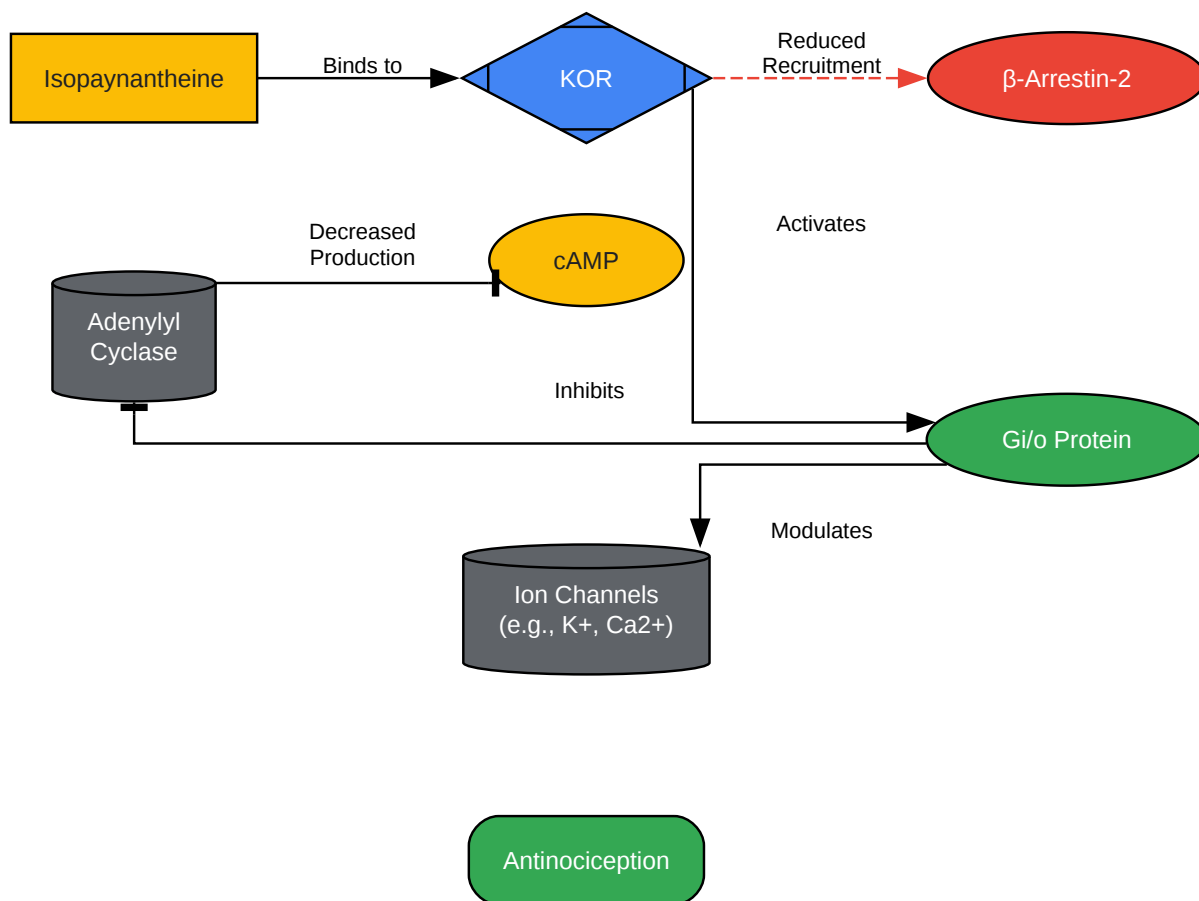 Isopaynantheine
Binds to
KOR
Reduced
Recruitment
β-Arrestin-2
Activates
Decreased
Production
cAMP
Adenylyl
Cyclase
Inhibits
Gi/o Protein
Modulates
Ion Channels
(e.g., K+, Ca2+)
Antinociception